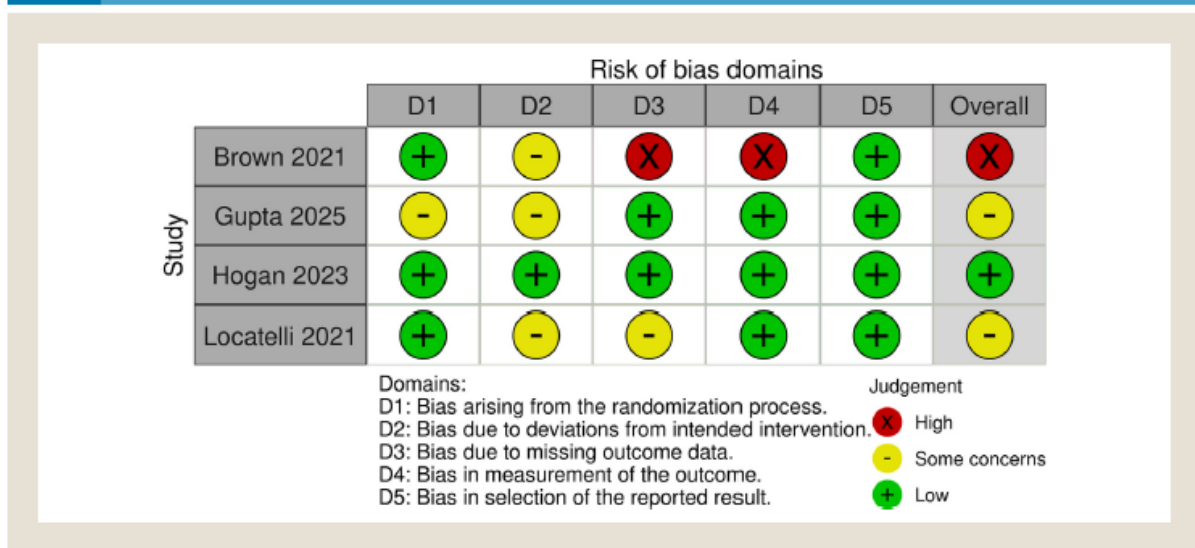 Risk of bias domains
D1 D2 D3 D4 D5 Overall
Study
Brown 2021 + - X X + X
Gupta 2025 - - + + + -
Hogan 2023 + + + + + +
Locatelli 2021 + - - + + -
Domains:
D1: Bias arising from the randomization process.
D2: Bias due to deviations from intended intervention.
D3: Bias due to missing outcome data.
D4: Bias in measurement of the outcome.
D5: Bias in selection of the reported result.
Judgement
X High
- Some concerns
+ Low